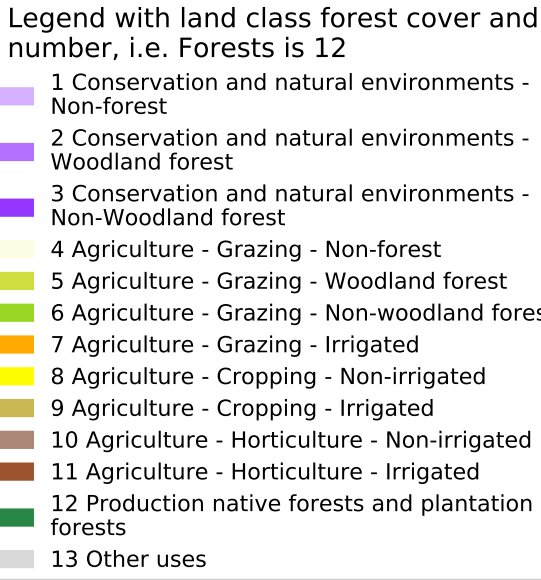 Legend with land class forest cover and
number, i.e. Forests is 12
1 Conservation and natural environments -
Non-forest
2 Conservation and natural environments -
Woodland forest
3 Conservation and natural environments -
Non-Woodland forest
4 Agriculture - Grazing - Non-forest
5 Agriculture - Grazing - Woodland forest
6 Agriculture - Grazing - Non-woodland fores
7 Agriculture - Grazing - Irrigated
8 Agriculture - Cropping - Non-irrigated
9 Agriculture - Cropping - Irrigated
10 Agriculture - Horticulture - Non-irrigated
11 Agriculture - Horticulture - Irrigated
12 Production native forests and plantation
forests
13 Other uses